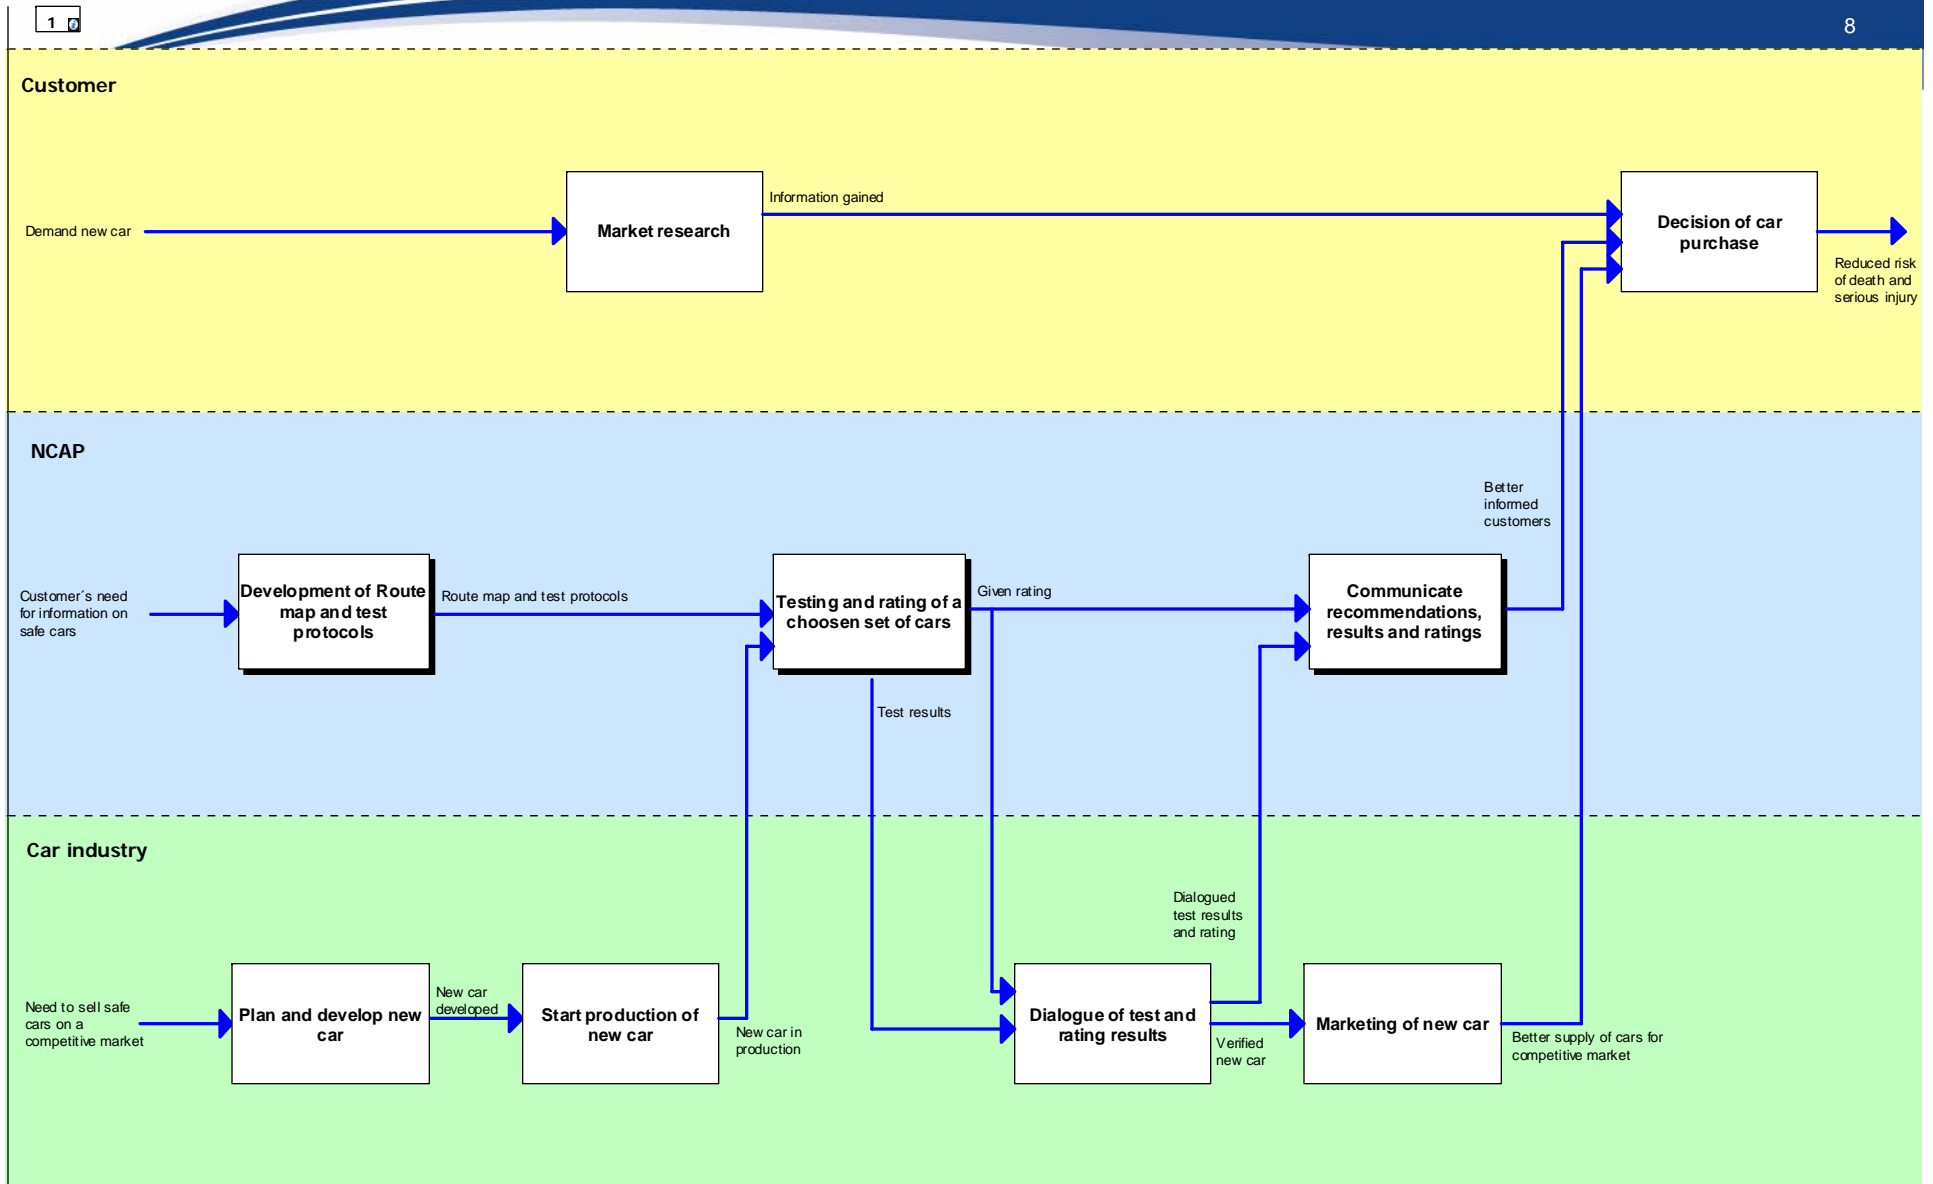 1
8
Customer
Demand new car
Market research
Information gained
Decision of car
purchase
Reduced risk
of death and
serious injury
NCAP
Customer´s need
for information on
safe cars
Development of Route
map and test
protocols
Route map and test protocols
Testing and rating of a
choosen set of cars
Given rating
Test results
Communicate
recommendations,
results and ratings
Better
informed
customers
Car industry
Need to sell safe
cars on a
competitive market
Plan and develop new
car
New car
developed
Start production of
new car
New car in
production
Dialogue of test and
rating results
Dialogued
test results
and rating
Verified
new car
Marketing of new car
Better supply of cars for
competitive market